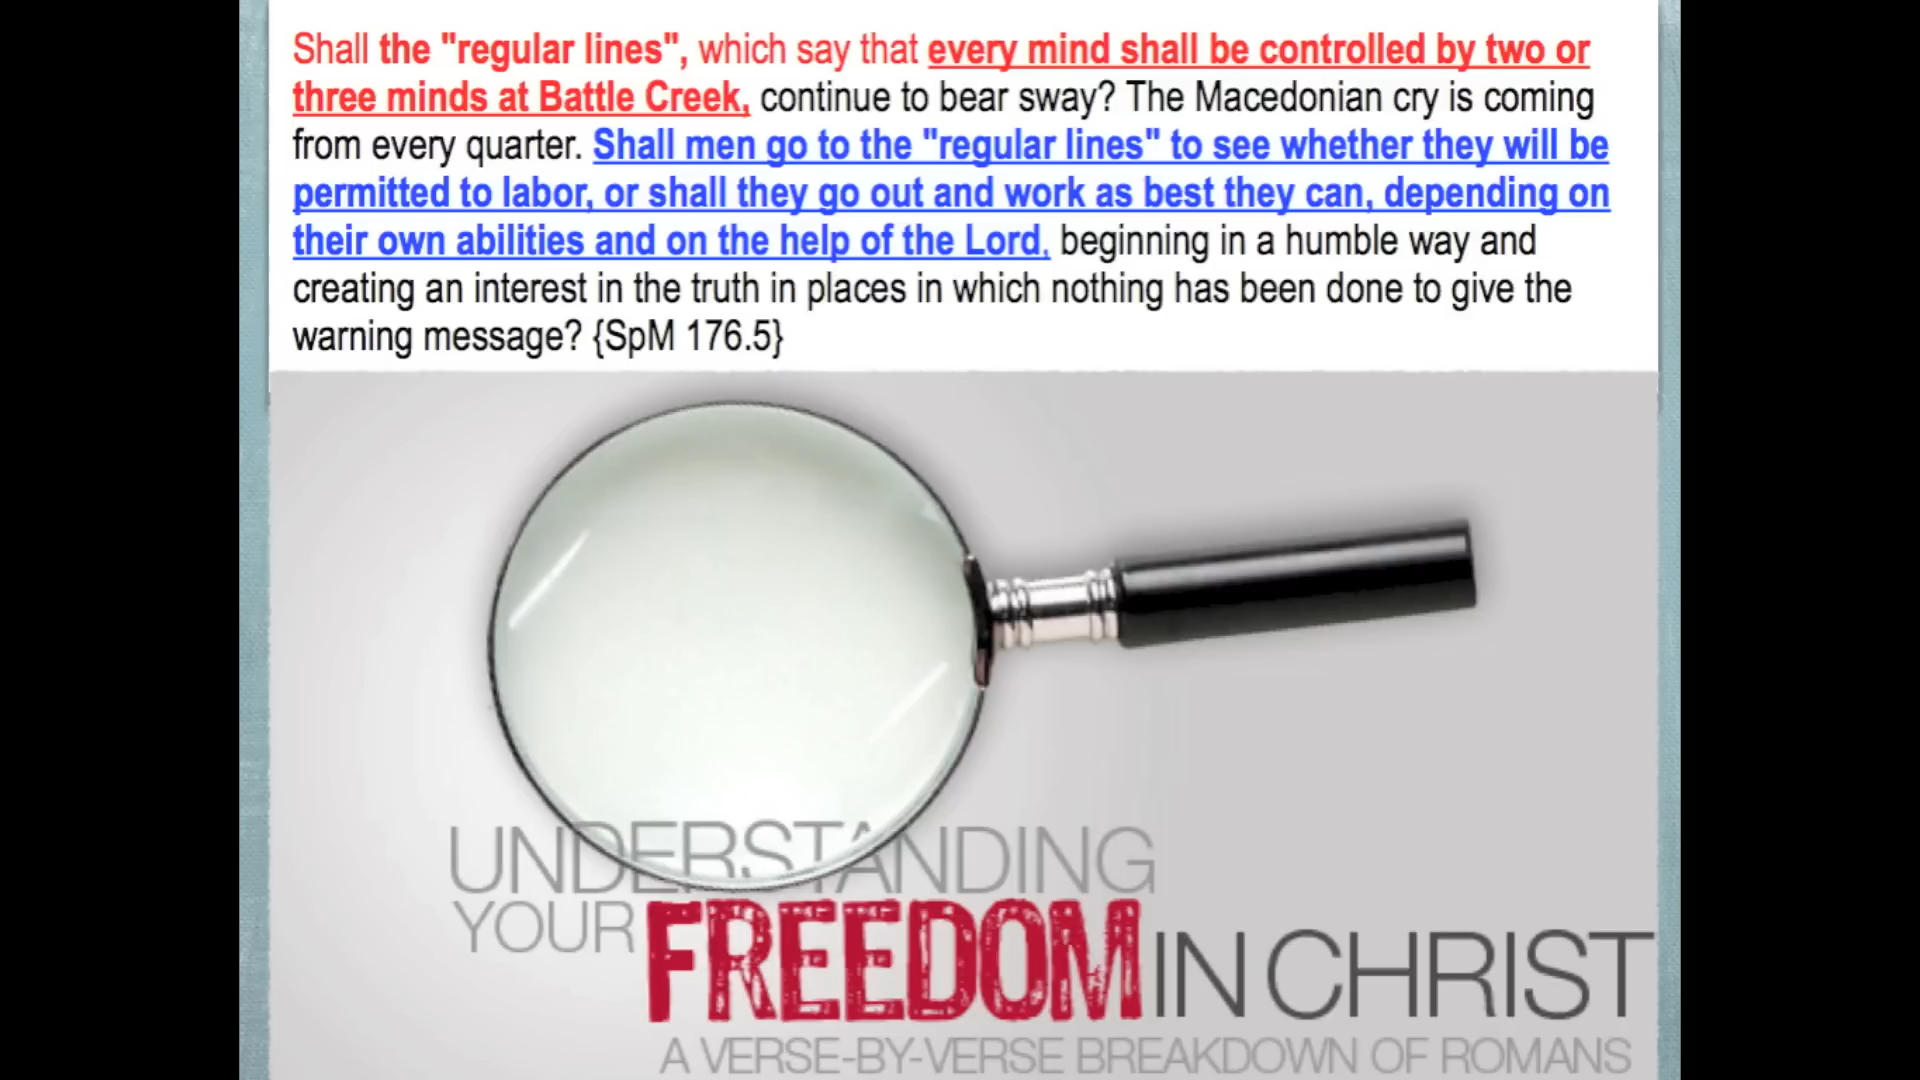 Shall the "regular lines", which say that every mind shall be controlled by two or
three minds at Battle Creek, continue to bear sway? The Macedonian cry is coming
from every quarter. Shall men go to the "regular lines" to see whether they will be
permitted to labor, or shall they go out and work as best they can, depending on
their own abilities and on the help of the Lord, beginning in a humble way and
creating an interest in the truth in places in which nothing has been done to give the
warning message? {SpM 176.5}
UNDERSTANDING
YOUR FREEDOM IN CHRIST
A VERSE-BY-VERSE BREAKDOWN OF ROMANS